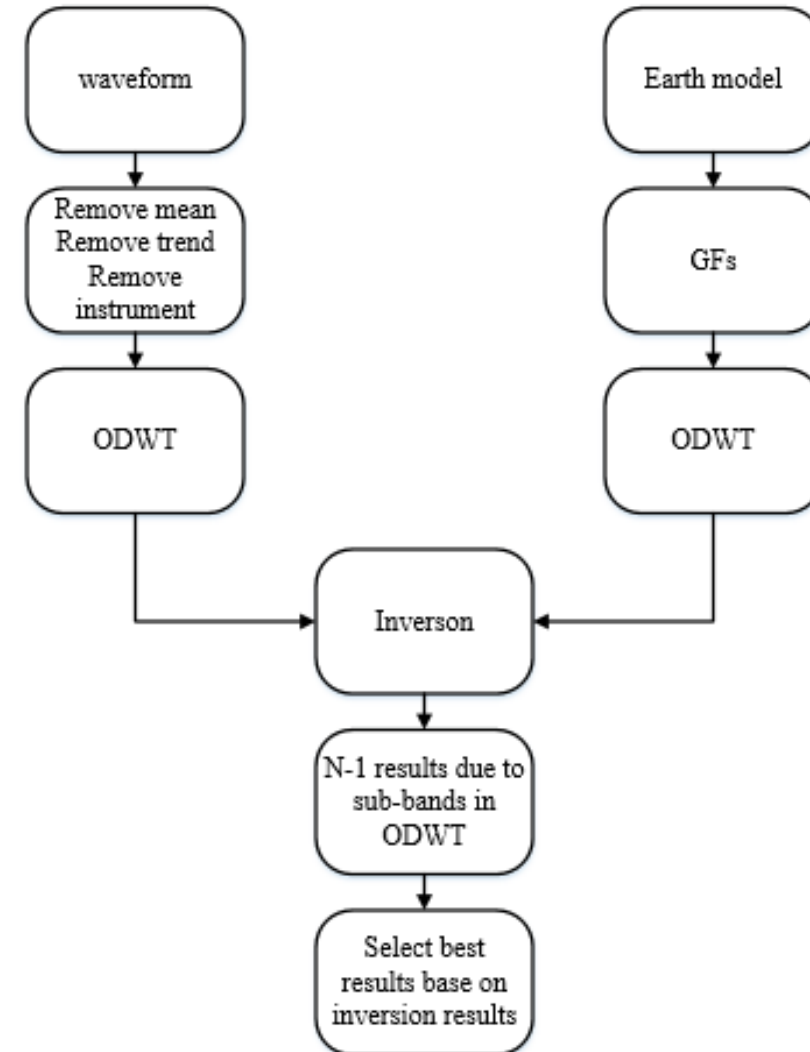 waveform
Earth model
Remove mean
Remove trend
Remove
instrument
GFs
ODWT
ODWT
Inverson
N-1 results due to
sub-bands in
ODWT
Select best
results base on
inversion results